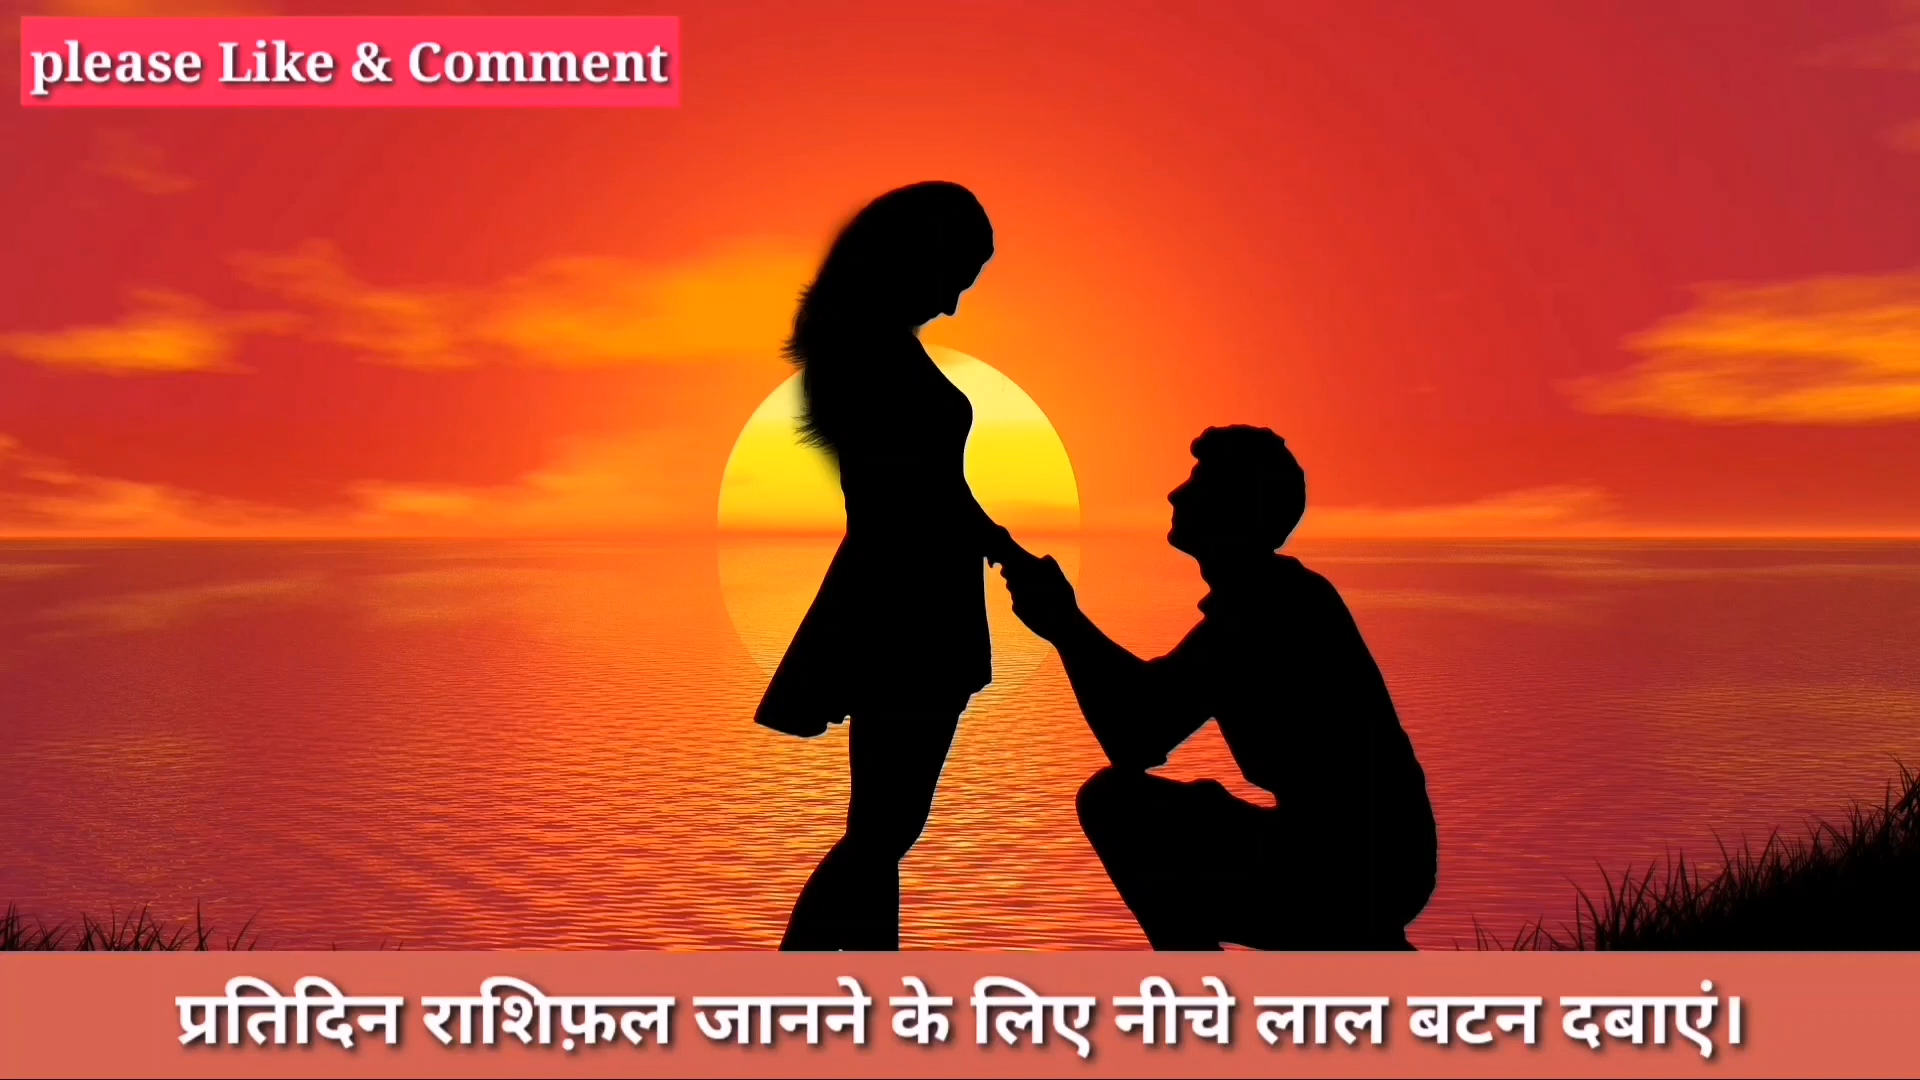 please Like & Comment
प्रतिदिन राशिफ़ल जानने के लिए नीचे लाल बटन दबाएं।